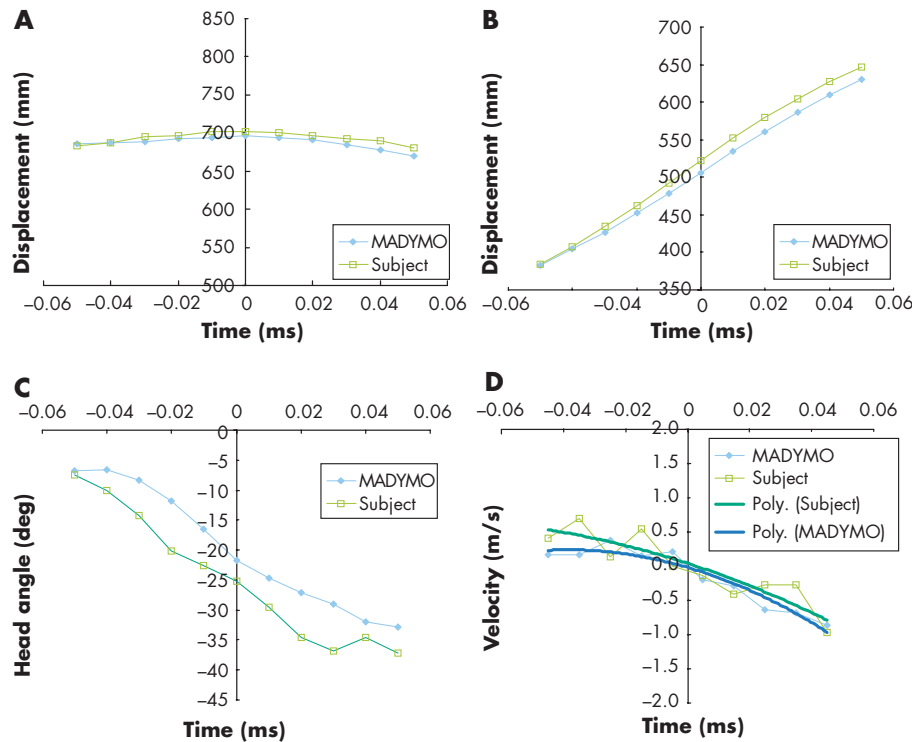 A
Displacement (mm)
850
800
750
700
650
600
550
500
−0.06
−0.04
−0.02
0
0.02
0.04
0.06
Time (ms)
MADYMO
Subject
B
Displacement (mm)
650
600
550
500
450
400
350
−0.06
−0.04
−0.02
0
0.02
0.04
0.06
Time (ms)
MADYMO
Subject
C
−0.06
−0.04
−0.02
0
0.02
0.04
0.06
Head angle (deg)
0
−5
−10
−15
−20
−25
−30
−35
−40
−45
Time (ms)
MADYMO
Subject
D
−0.06
−0.04
−0.02
0
0.02
0.04
0.06
Velocity (m/s)
2.0
1.5
1.0
0.5
0.0
−0.5
−1.0
−1.5
−2.0
Time (ms)
MADYMO
Subject
Poly. (Subject)
Poly. (MADYMO)